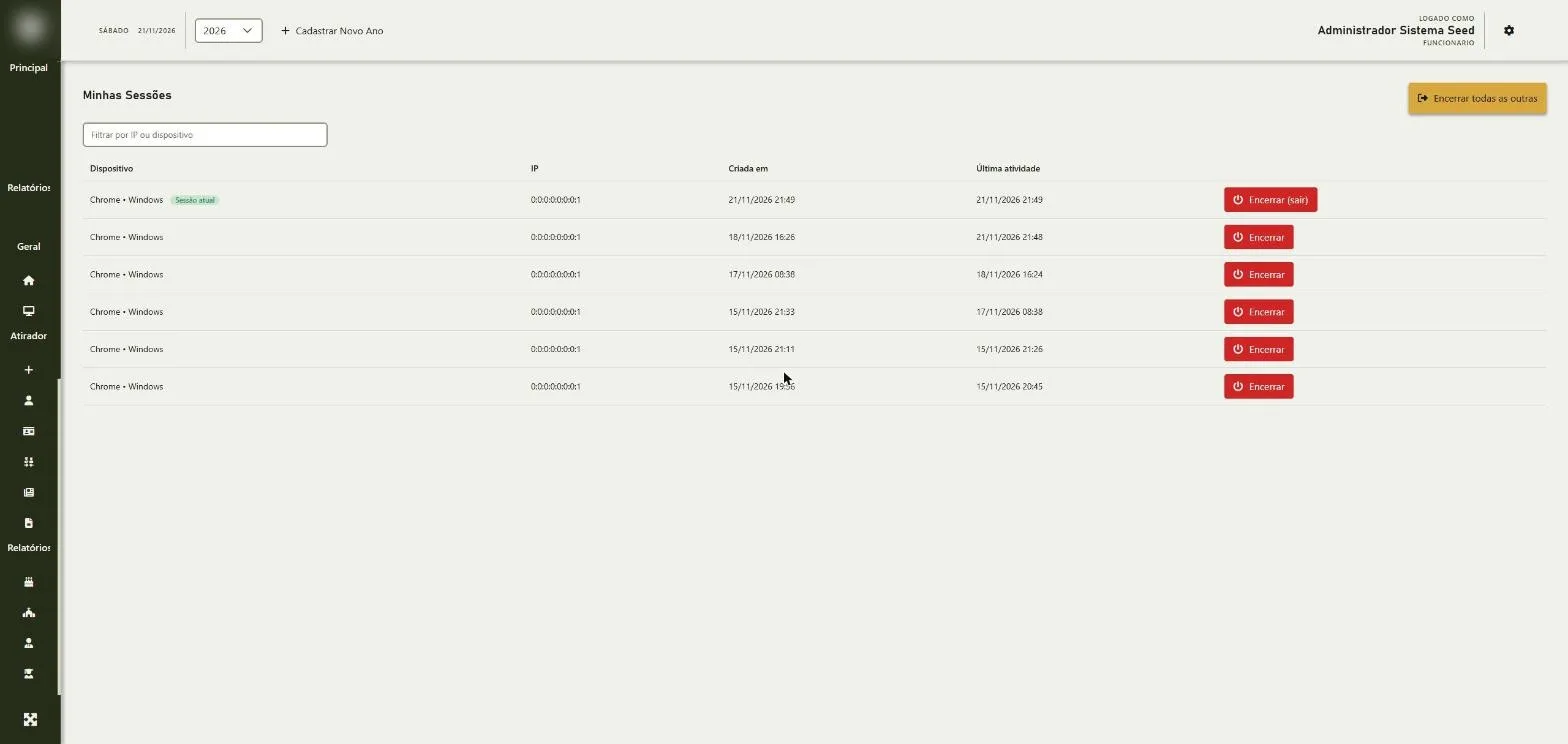 SÁBADO 21/11/2026
2026
Cadastrar Novo Ano
LOGADO COMO
Administrador Sistema Seed
FUNCIONARIO
Principal
Relatórios
Geral
Atirador
Relatórios
Minhas Sessões
Encerrar todas as outras
Filtrar por IP ou dispositivo
Dispositivo IP Criada em Última atividade
Chrome • Windows Sessão atual 0:0:0:0:0:0:0:1 21/11/2026 21:49 21/11/2026 21:49 Encerrar (sair)
Chrome • Windows 0:0:0:0:0:0:0:1 18/11/2026 16:26 21/11/2026 21:48 Encerrar
Chrome • Windows 0:0:0:0:0:0:0:1 17/11/2026 08:38 18/11/2026 16:24 Encerrar
Chrome • Windows 0:0:0:0:0:0:0:1 15/11/2026 21:33 17/11/2026 08:38 Encerrar
Chrome • Windows 0:0:0:0:0:0:0:1 15/11/2026 21:11 15/11/2026 21:26 Encerrar
Chrome • Windows 0:0:0:0:0:0:0:1 15/11/2026 19:56 15/11/2026 20:45 Encerrar